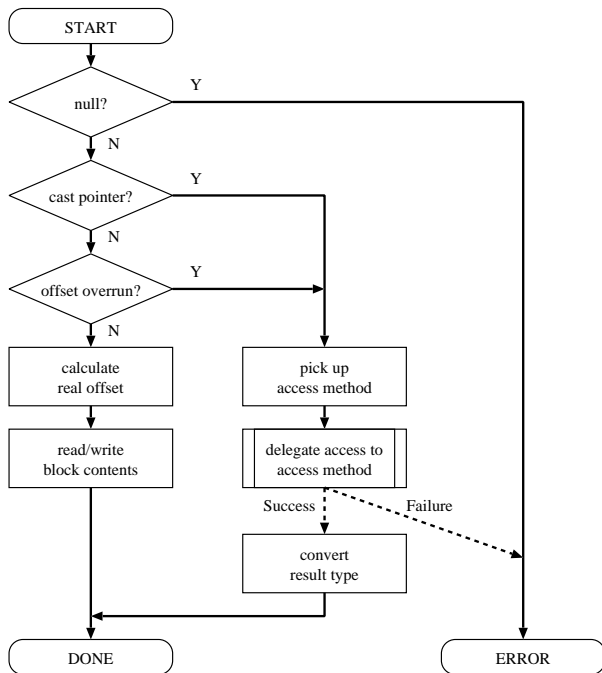 START
Y
null?
N
Y
cast pointer?
N
Y
offset overrun?
N
calculate
real offset
pick up
access method
read/write
block contents
delegate access to
access method
Success
Failure
convert
result type
DONE
ERROR